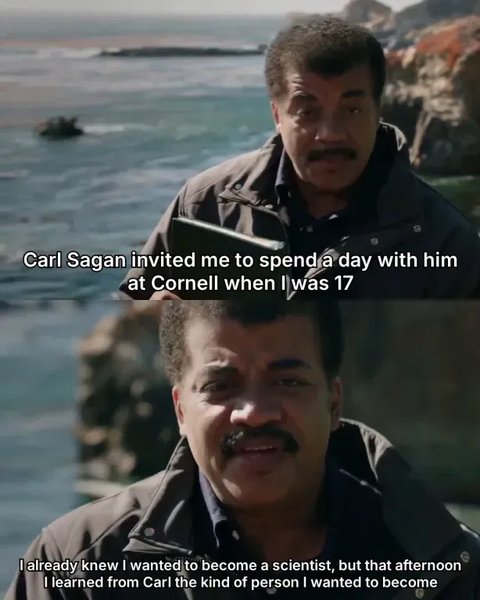 Carl Sagan invited me to spend a day with him
at Cornell when I was 17
I already knew I wanted to become a scientist, but that afternoon
I learned from Carl the kind of person I wanted to become